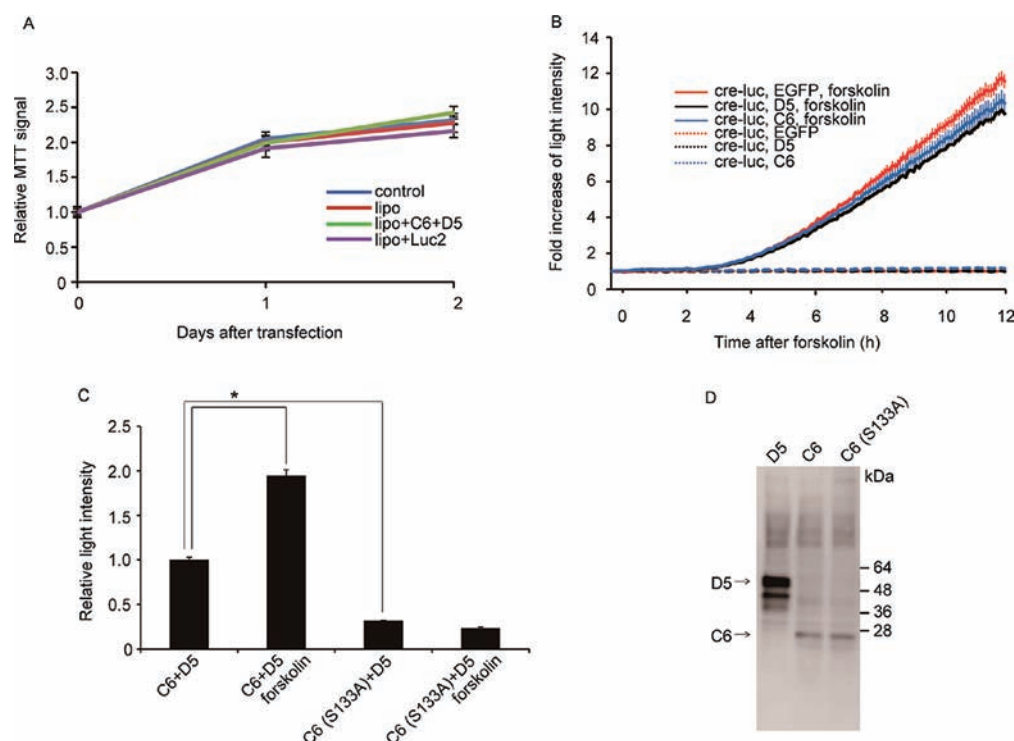 A
Relative MTT signal
3.0
2.5
2.0
1.5
1.0
0.5
0
0
1
2
Days after transfection
control
lipo
lipo+C6+D5
lipo+Luc2
B
Fold increase of light intensity
14
12
10
8
6
4
2
0
0
2
4
6
8
10
12
Time after forskolin (h)
cre-luc, EGFP, forskolin
cre-luc, D5, forskolin
cre-luc, C6, forskolin
cre-luc, EGFP
cre-luc, D5
cre-luc, C6
C
Relative light intensity
2.5
2.0
1.5
1.0
0.5
0
*
C6+D5
C6+D5
forskolin
C6 (S133A)+D5
C6 (S133A)+D5
forskolin
D
D5
C6
C6 (S133A)
kDa
D5→
C6→
64
48
36
28